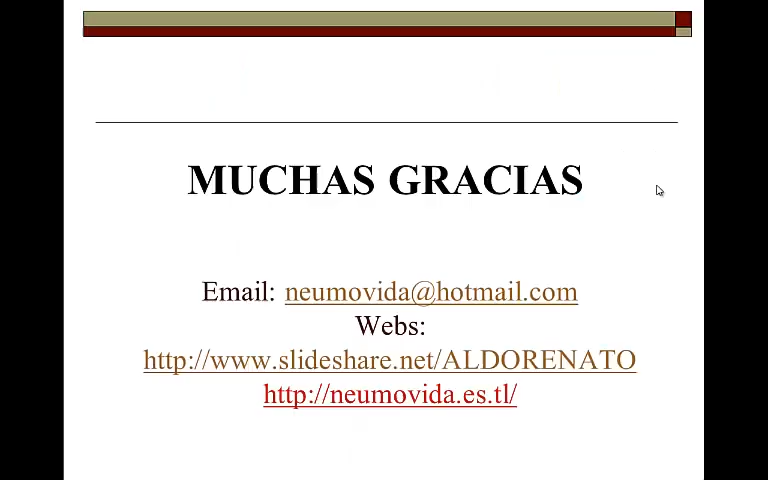 MUCHAS GRACIAS
Email: neumovida@hotmail.com
Webs:
http://www.slideshare.net/ALDORENATO
http://neumovida.es.tl/